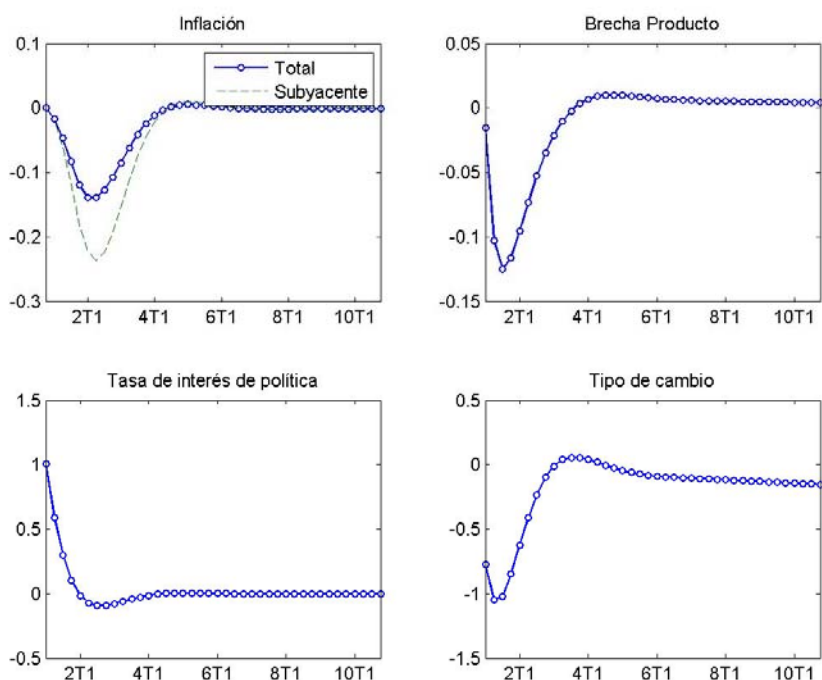 Inflación
0.1
0
-0.1
-0.2
-0.3
2T1 4T1 6T1 8T1 10T1
Total
Subyacente
Brecha Producto
0.05
0
-0.05
-0.1
-0.15
2T1 4T1 6T1 8T1 10T1
Tasa de interés de política
1.5
1
0.5
0
-0.5
2T1 4T1 6T1 8T1 10T1
Tipo de cambio
0.5
0
-0.5
-1
-1.5
2T1 4T1 6T1 8T1 10T1